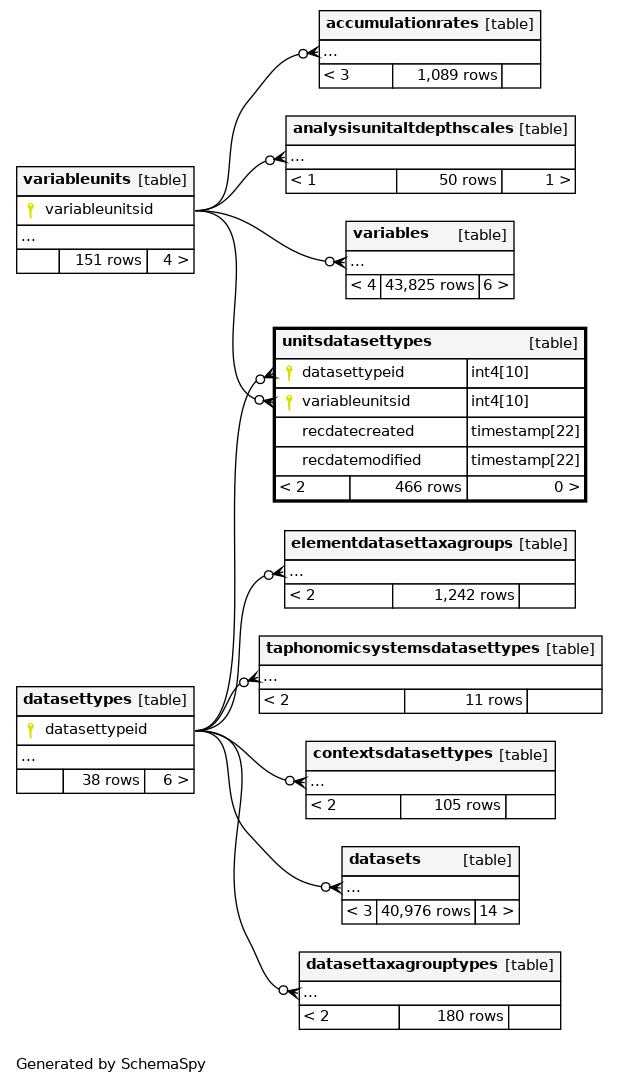 accumulationrates [table]
...
< 3 1,089 rows
analysisunitaltdepthscales [table]
...
< 1 50 rows 1 >
variableunits [table]
variableunitsid
...
151 rows 4 >
variables [table]
...
< 4 43,825 rows 6 >
unitsdatasettypes [table]
datasettypeid int4[10]
variableunitsid int4[10]
recdatecreated timestamp[22]
recdatemodified timestamp[22]
< 2 466 rows 0 >
elementdatasettaxagroups [table]
...
< 2 1,242 rows
taphonomicsystemsdatasettypes [table]
...
< 2 11 rows
datasettypes [table]
datasettypeid
...
38 rows 6 >
contextsdatasettypes [table]
...
< 2 105 rows
datasets [table]
...
< 3 40,976 rows 14 >
datasettaxagrouptypes [table]
...
< 2 180 rows
Generated by SchemaSpy